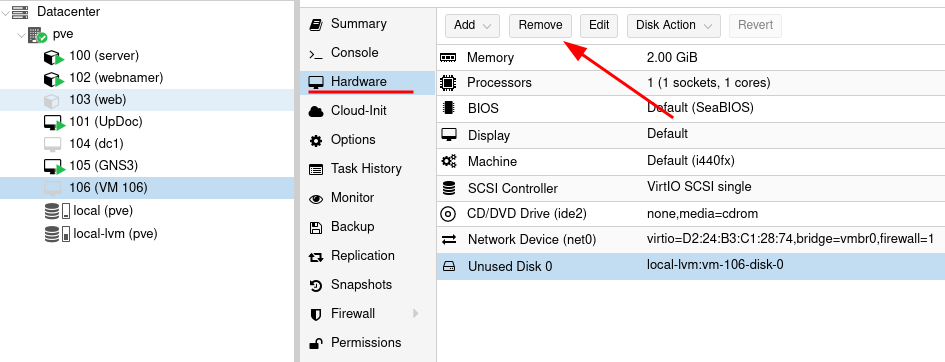 Datacenter
pve
100 (server)
102 (webnamer)
103 (web)
101 (UpDoc)
104 (dc1)
105 (GNS3)
106 (VM 106)
local (pve)
local-lvm (pve)
Summary
Console
Hardware
Cloud-Init
Options
Task History
Monitor
Backup
Replication
Snapshots
Firewall
Permissions
Add Remove Edit Disk Action Revert
Memory 2.00 GiB
Processors 1 (1 sockets, 1 cores)
BIOS Default (SeaBIOS)
Display Default
Machine Default (i440fx)
SCSI Controller VirtIO SCSI single
CD/DVD Drive (ide2) none,media=cdrom
Network Device (net0) virtio=D2:24:B3:C1:28:74,bridge=vmbr0,firewall=1
Unused Disk 0 local-lvm:vm-106-disk-0